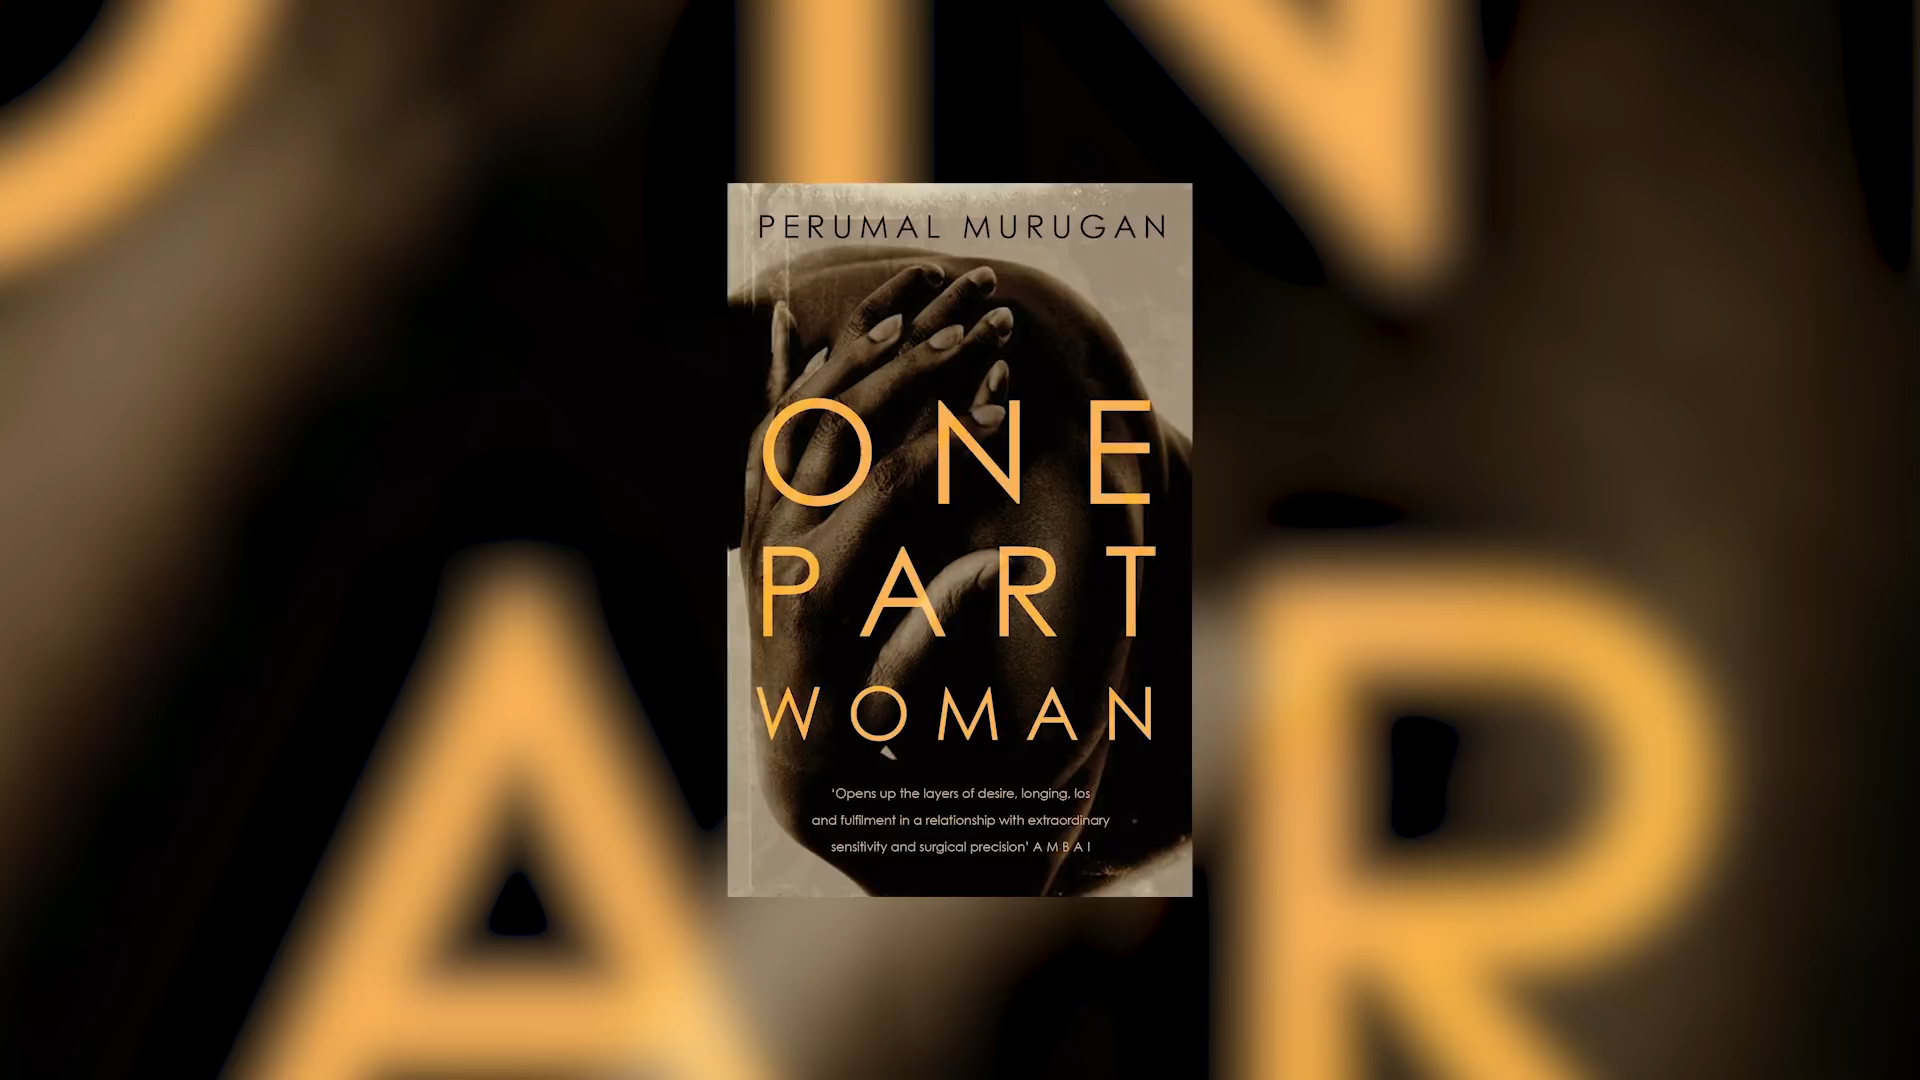 PERUMAL MURUGAN
ONE
PART
WOMAN
‘Opens up the layers of desire, longing, los
and fulfilment in a relationship with extraordinary
sensitivity and surgical precision’ AMBAI